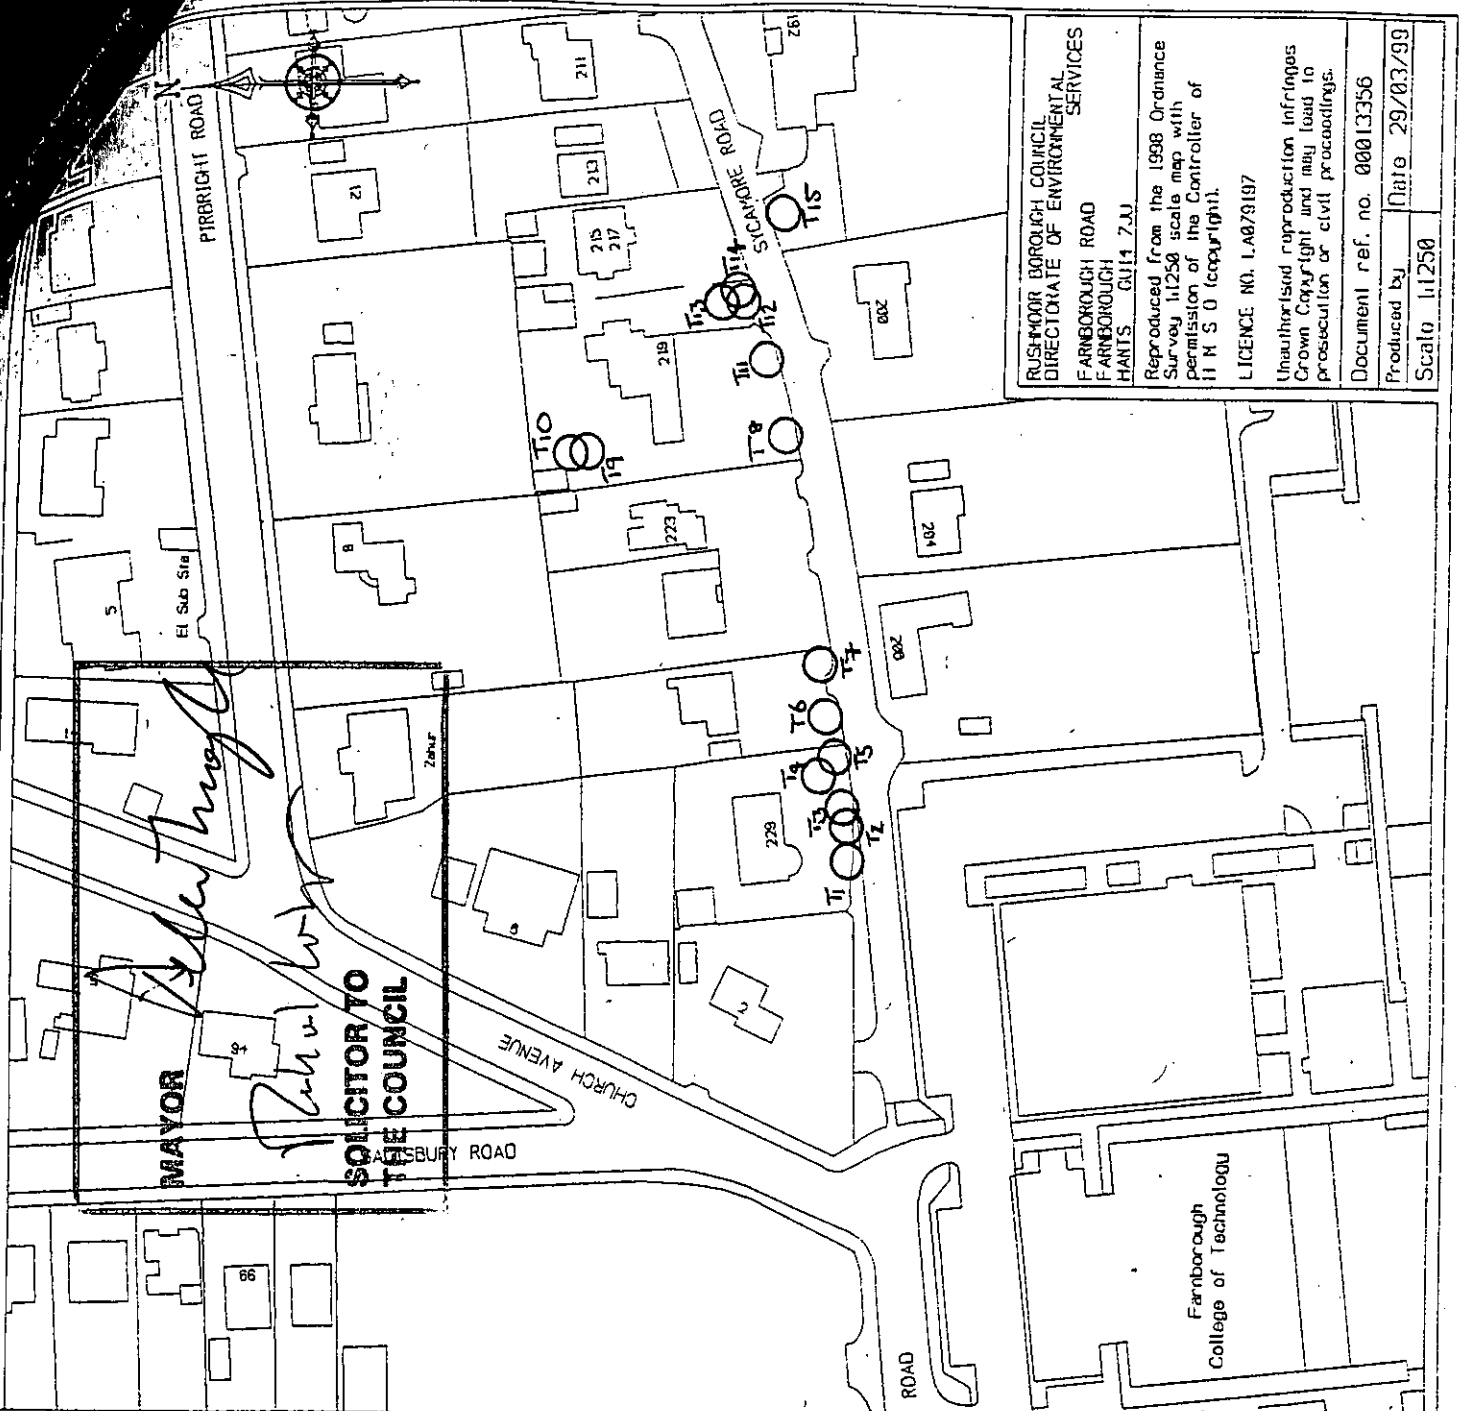 RUSHMOOR BOROUGH COUNCIL
DIRECTORATE OF ENVIRONMENTAL
SERVICES
FARNBOROUGH ROAD
FARNBOROUGH
HANTS GU14 7JU
Reproduced from the 1998 Ordnance
Survey 1:1250 scale map with
permission of the Controller of
H M S O (copyright).
LICENCE NO. LA079197
Unauthorised reproduction infringes
Crown Copyright and may lead to
prosecution or civil proceedings.
Document ref. no. 00013356
Produced by
Date 29/03/99
Scale 1:1250
N
PIRBRIGHT ROAD
SYCAMORE ROAD
CHURCH AVENUE
SALISBURY ROAD
ROAD
El Sub Sta
Zahur
Farnborough
College of Technology
MAYOR
SOLICITOR TO
THE COUNCIL
T1
T2
T3
T4
T5
T6
T7
T8
T9
T10
T11
T12
T13
T14
T15
211
213
215
217
219
223
229
192
200
204
206
12
8
5
6
2
94
66